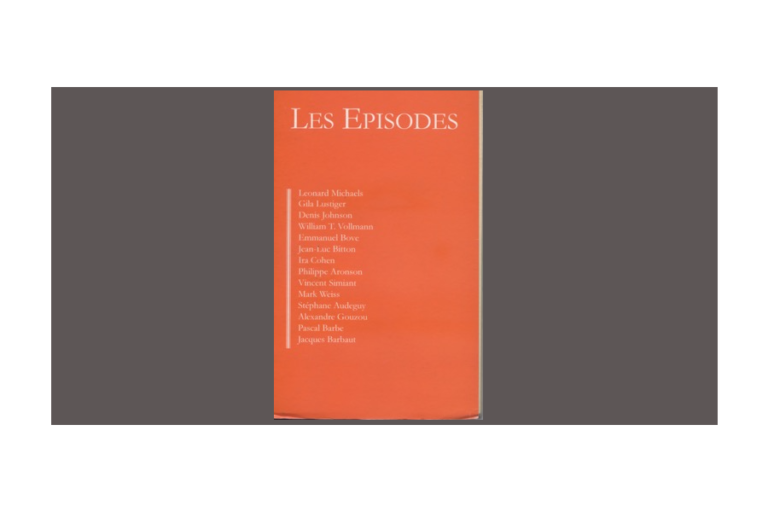 LES EPISODES
Leonard Michaels
Gila Lustiger
Denis Johnson
William T. Vollmann
Emmanuel Bove
Jean-Luc Bitton
Ira Cohen
Philippe Aronson
Vincent Simiani
Mark Weiss
Stéphane Audeguy
Alexandre Gouzou
Pascal Barbe
Jacques Barbaut